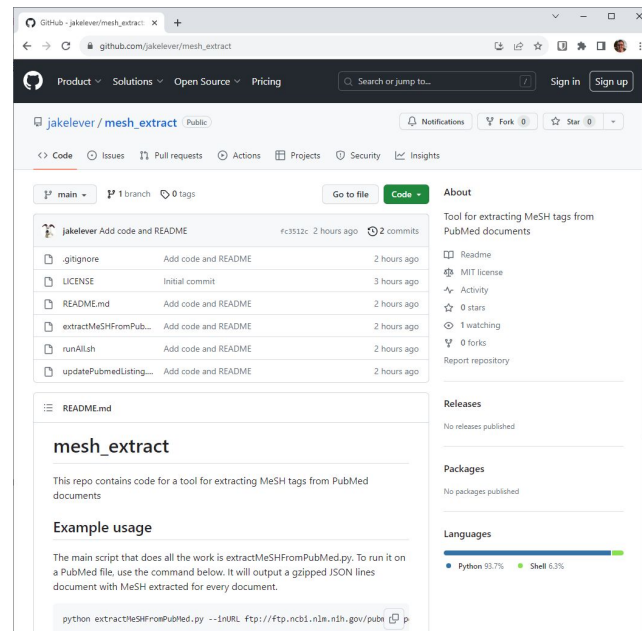 GitHub - jakelever/mesh_extract:
github.com/jakelever/mesh_extract
Product Solutions Open Source Pricing
Search or jump to...
/
Sign in
Sign up
jakelever / mesh_extract Public
Notifications
Fork 0
Star 0
Code
Issues
Pull requests
Actions
Projects
Security
Insights
main
1 branch
0 tags
Go to file
Code
jakelever Add code and README fc3512c 2 hours ago 2 commits
.gitignore Add code and README 2 hours ago
LICENSE Initial commit 3 hours ago
README.md Add code and README 2 hours ago
extractMeSHFromPub... Add code and README 2 hours ago
runAll.sh Add code and README 2 hours ago
updatePubmedListing.... Add code and README 2 hours ago
README.md
mesh_extract
This repo contains code for a tool for extracting MeSH tags from PubMed
documents
Example usage
The main script that does all the work is extractMeSHFromPubMed.py. To run it on
a PubMed file, use the command below. It will output a gzipped JSON lines
document with MeSH extracted for every document.
python extractMeSHFromPubMed.py --inURL ftp://ftp.ncbi.nlm.nih.gov/pubm
About
Tool for extracting MeSH tags from
PubMed documents
Readme
MIT license
Activity
0 stars
1 watching
0 forks
Report repository
Releases
No releases published
Packages
No packages published
Languages
Python 93.7%
Shell 6.3%